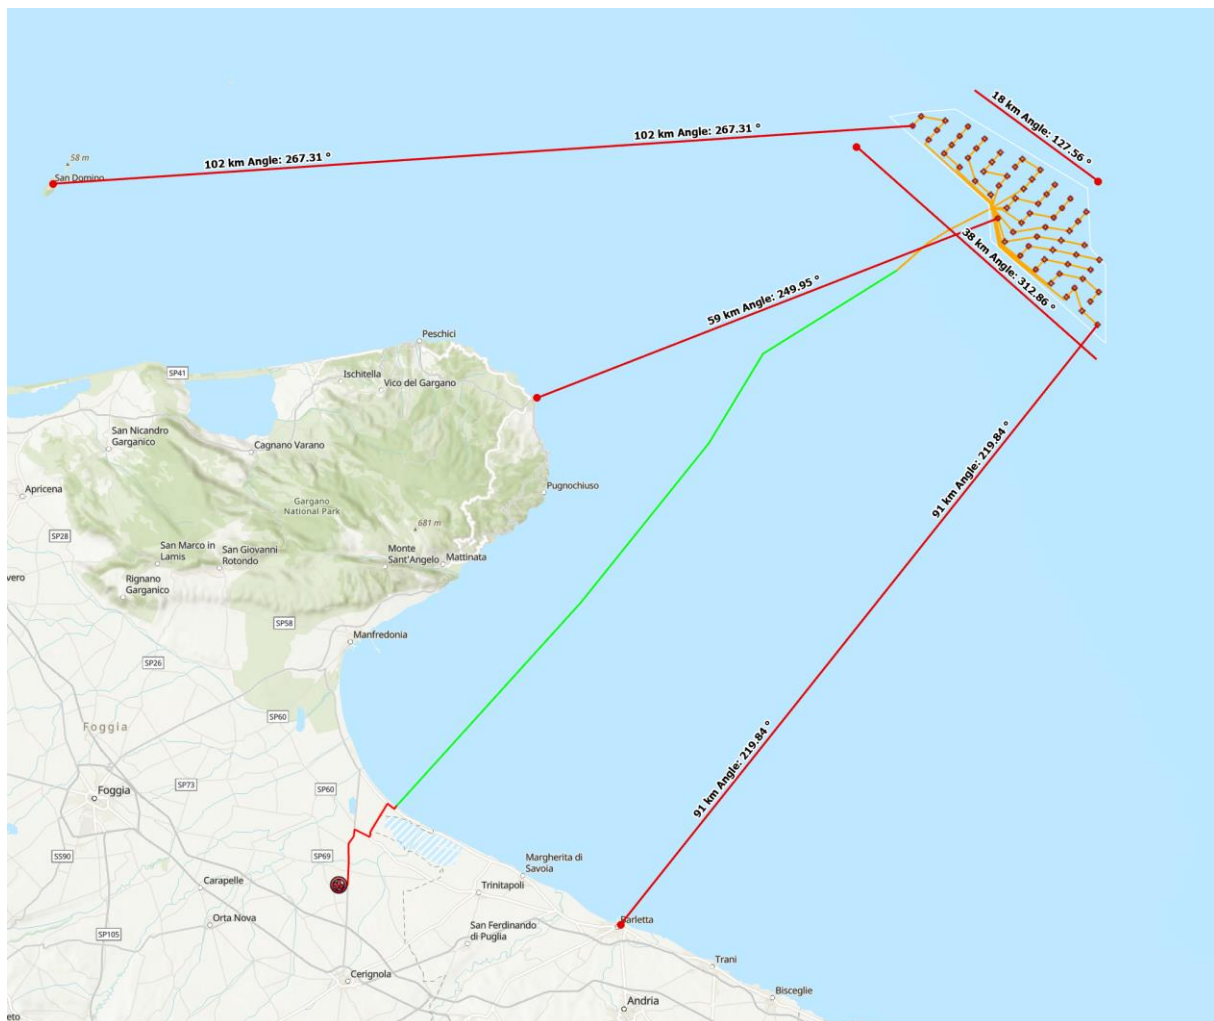 18 km Angle: 127.56 °
102 km Angle: 267.31 °
102 km Angle: 267.31 °
58 m
San Domino
38 km Angle: 312.86 °
59 km Angle: 249.95 °
Peschici
SP41
Ischitella
Vico del Gargano
San Nicandro
Garganico
Cagnano Varano
91 km Angle: 219.84 °
Apricena
Pugnochiuso
Gargano
National Park
681 m
SP28
San Marco in
Lamis
San Giovanni
Rotondo
Monte
Sant'Angelo
Mattinata
vero
Rignano
Garganico
SP58
Manfredonia
SP26
SP60
Foggia
91 km Angle: 219.84 °
SP73
SP60
Foggia
SS90
SP69
Margherita di
Savoia
Carapelle
Trinitapoli
Orta Nova
San Ferdinando
di Puglia
Barletta
SP105
Trani
Cerignola
Bisceglie
Andria
eto